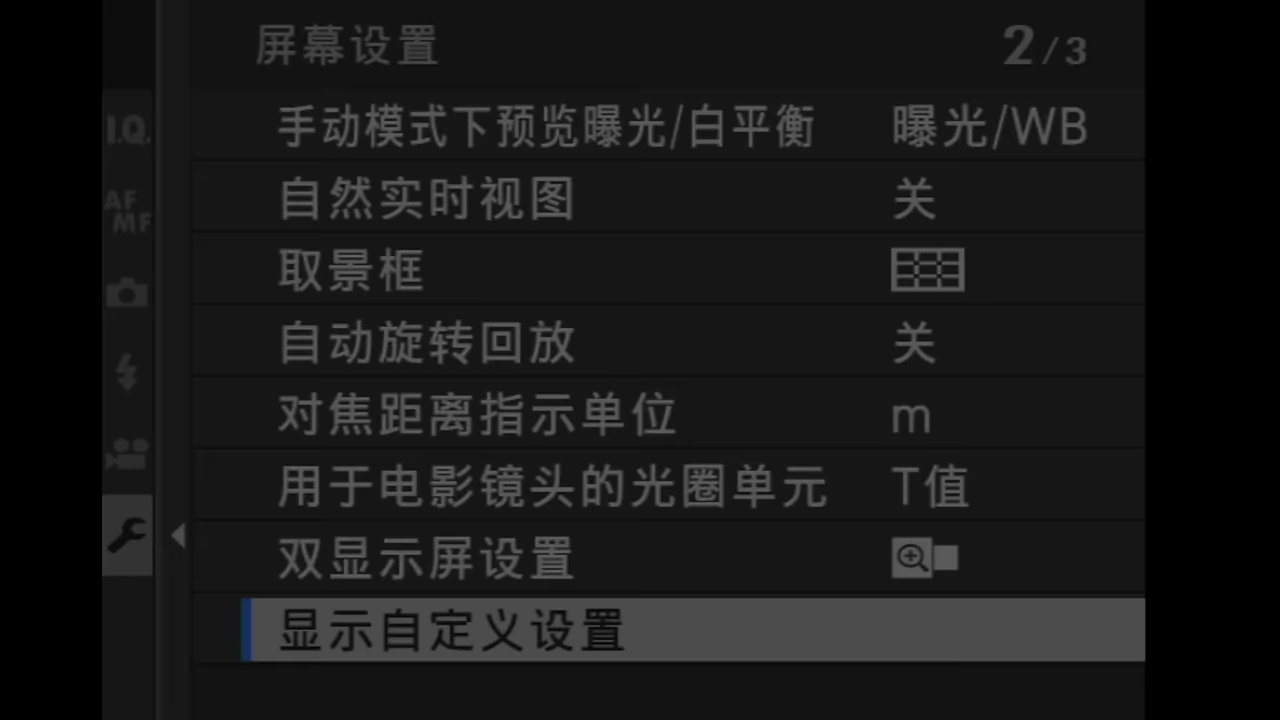 屏幕设置 2/3
手动模式下预览曝光/白平衡 曝光/WB
自然实时视图 关
取景框
自动旋转回放 关
对焦距离指示单位 m
用于电影镜头的光圈单元 T值
双显示屏设置
显示自定义设置
I.Q.
AF
MF